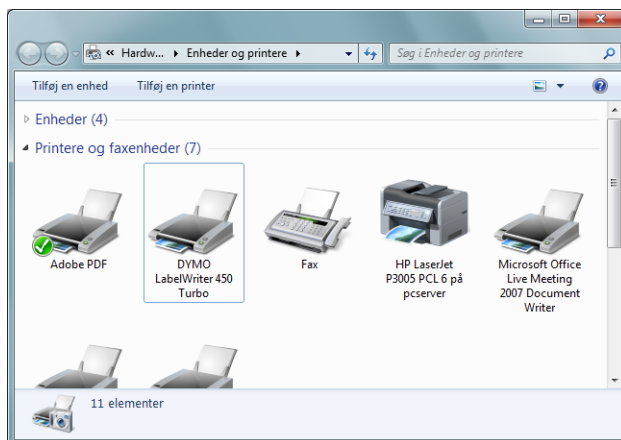 « Hardw... ▸ Enheder og printere ▸
Søg i Enheder og printere
Tilføj en enhed Tilføj en printer
Enheder (4)
Printere og faxenheder (7)
Adobe PDF
DYMO
LabelWriter 450
Turbo
Fax
HP LaserJet
P3005 PCL 6 på
pcserver
Microsoft Office
Live Meeting
2007 Document
Writer
11 elementer